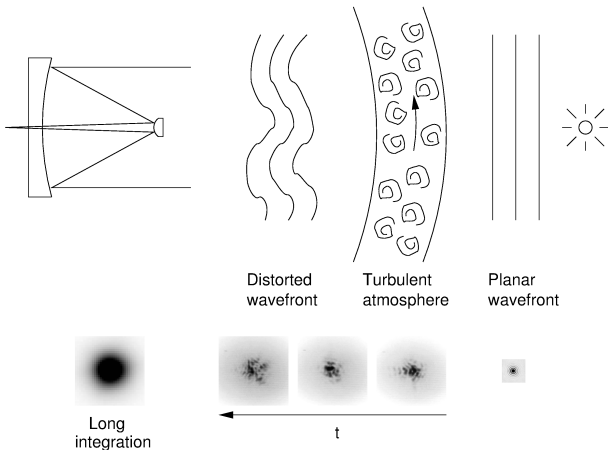 Distorted
wavefront
Turbulent
atmosphere
Planar
wavefront
Long
integration
t